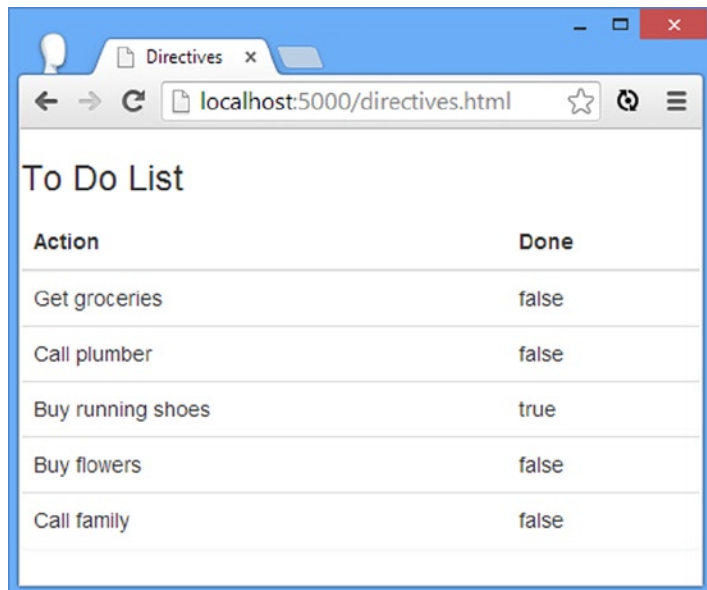 Directives
localhost:5000/directives.html
To Do List
Action Done
Get groceries false
Call plumber false
Buy running shoes true
Buy flowers false
Call family false